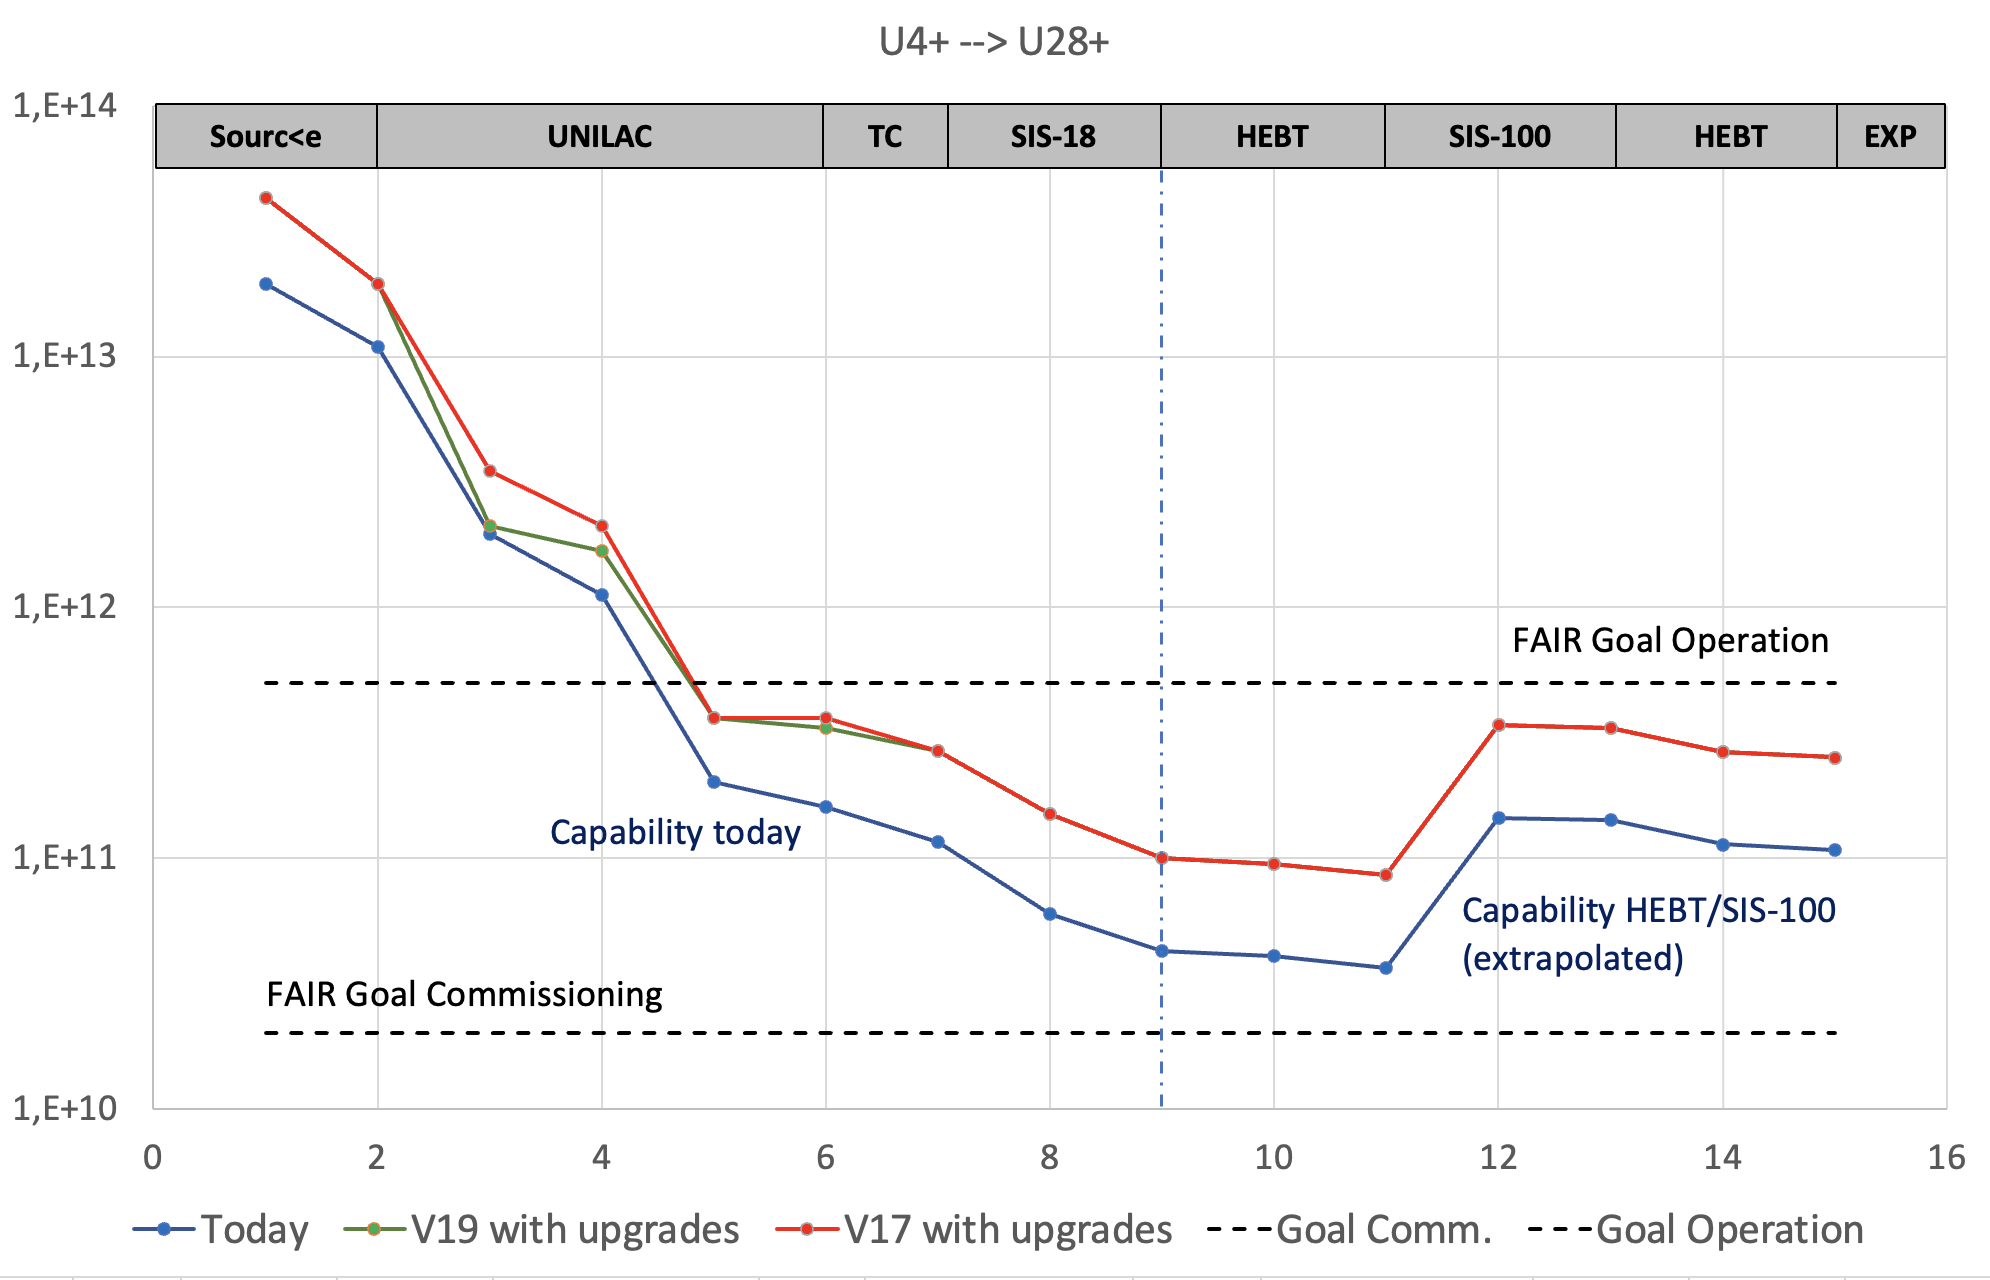 U4+ --> U28+
1,E+14
Sourc<e UNILAC TC SIS-18 HEBT SIS-100 HEBT EXP
1,E+13
1,E+12
FAIR Goal Operation
Capability today
1,E+11
Capability HEBT/SIS-100
(extrapolated)
FAIR Goal Commissioning
1,E+10
0 2 4 6 8 10 12 14 16
Today V19 with upgrades V17 with upgrades Goal Comm. Goal Operation